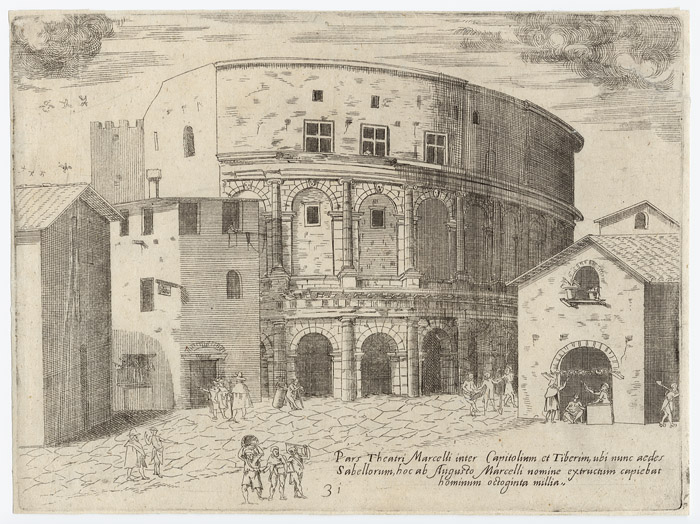 Pars Theatri Marcelli inter Capitolium et Tiberim, ubi nunc aedes
Sabellorum, hoc ab Augusto Marcelli nomine extructum capiebat
hominum octoginta millia.
31